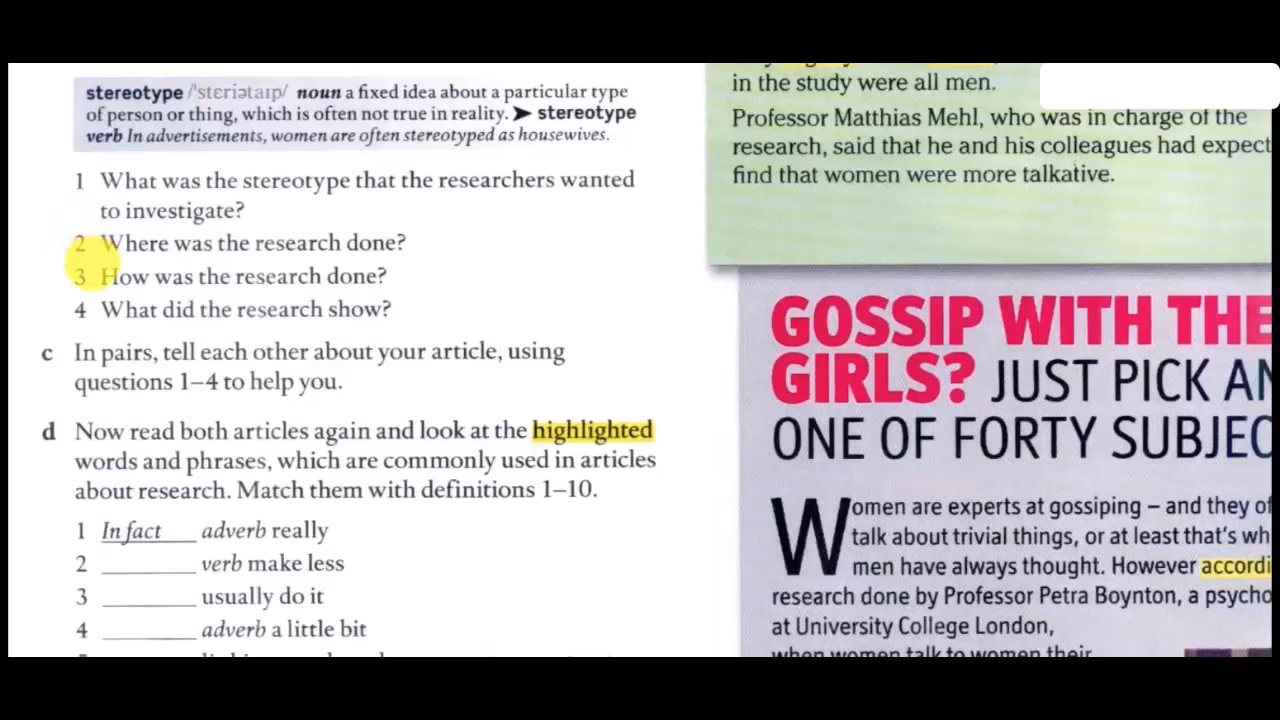 stereotype /ˈsteriətaɪp/ noun a fixed idea about a particular type
of person or thing, which is often not true in reality. ➤ stereotype
verb In advertisements, women are often stereotyped as housewives.
1 What was the stereotype that the researchers wanted
to investigate?
2 Where was the research done?
3 How was the research done?
4 What did the research show?
c In pairs, tell each other about your article, using
questions 1–4 to help you.
d Now read both articles again and look at the highlighted
words and phrases, which are commonly used in articles
about research. Match them with definitions 1–10.
1 In fact adverb really
2 ________ verb make less
3 ________ usually do it
4 ________ adverb a little bit
in the study were all men.
Professor Matthias Mehl, who was in charge of the
research, said that he and his colleagues had expect
find that women were more talkative.
GOSSIP WITH THE
GIRLS? JUST PICK AN
ONE OF FORTY SUBJEC
Women are experts at gossiping – and they of
talk about trivial things, or at least that's wh
men have always thought. However accordi
research done by Professor Petra Boynton, a psycho
at University College London,
when women talk to women their